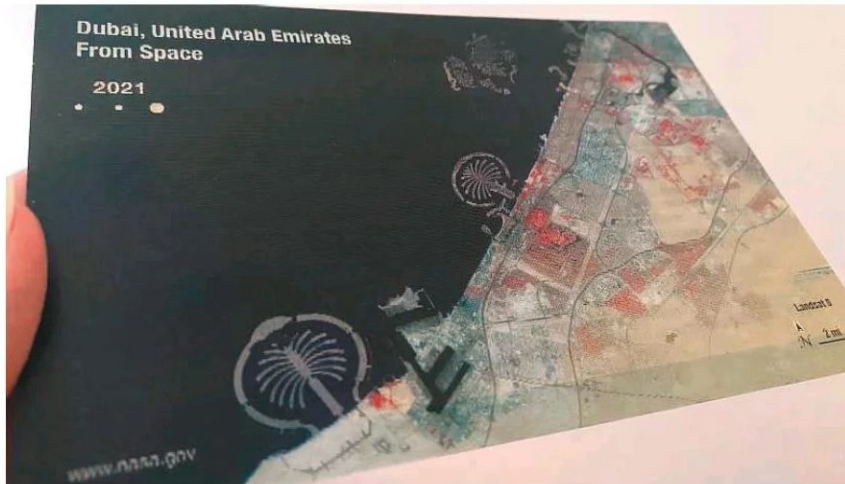 Dubai, United Arab Emirates
From Space
2021
Landsat 8
N 2 mi
www.nasa.gov